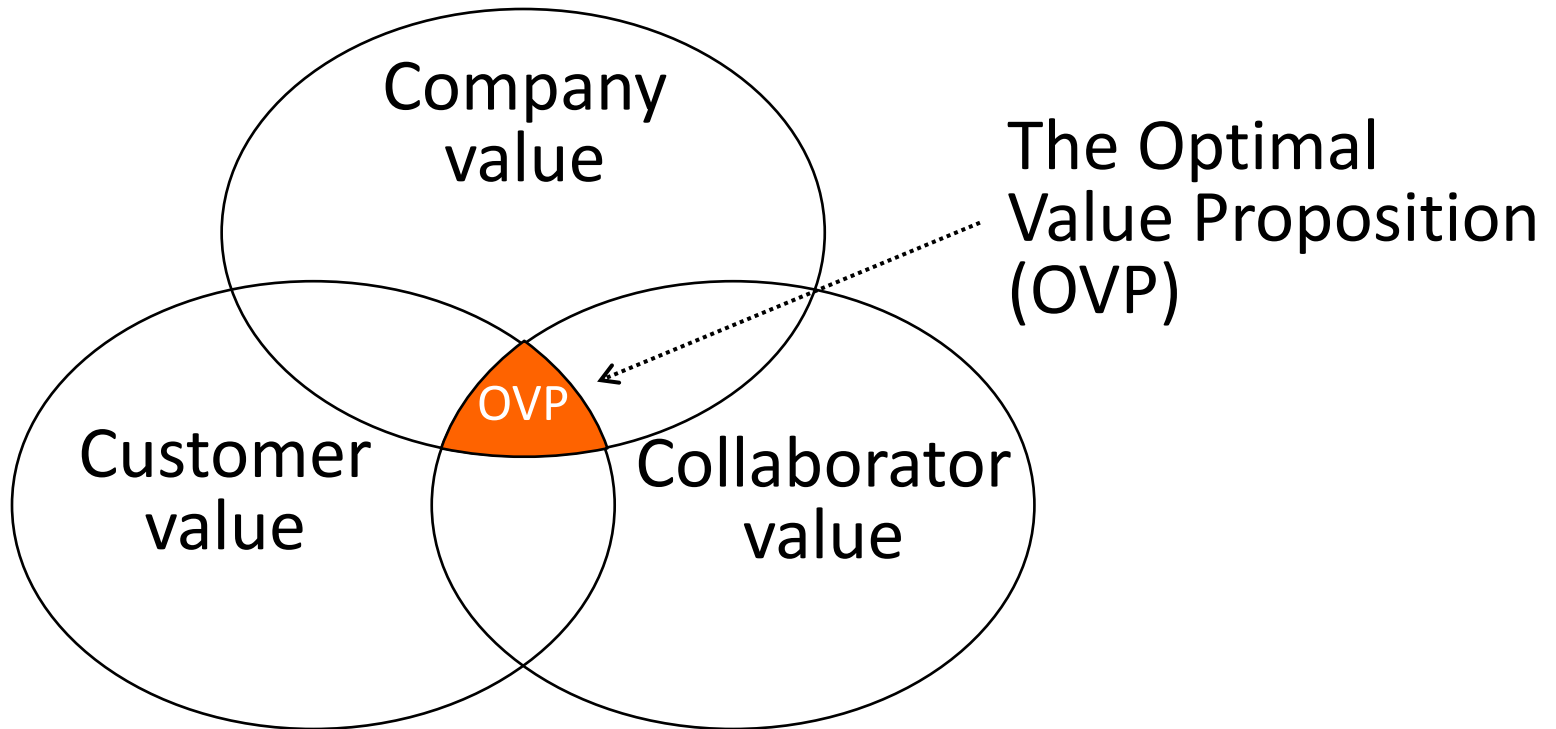 Company
value
The Optimal
Value Proposition
(OVP)
OVP
Customer
value
Collaborator
value